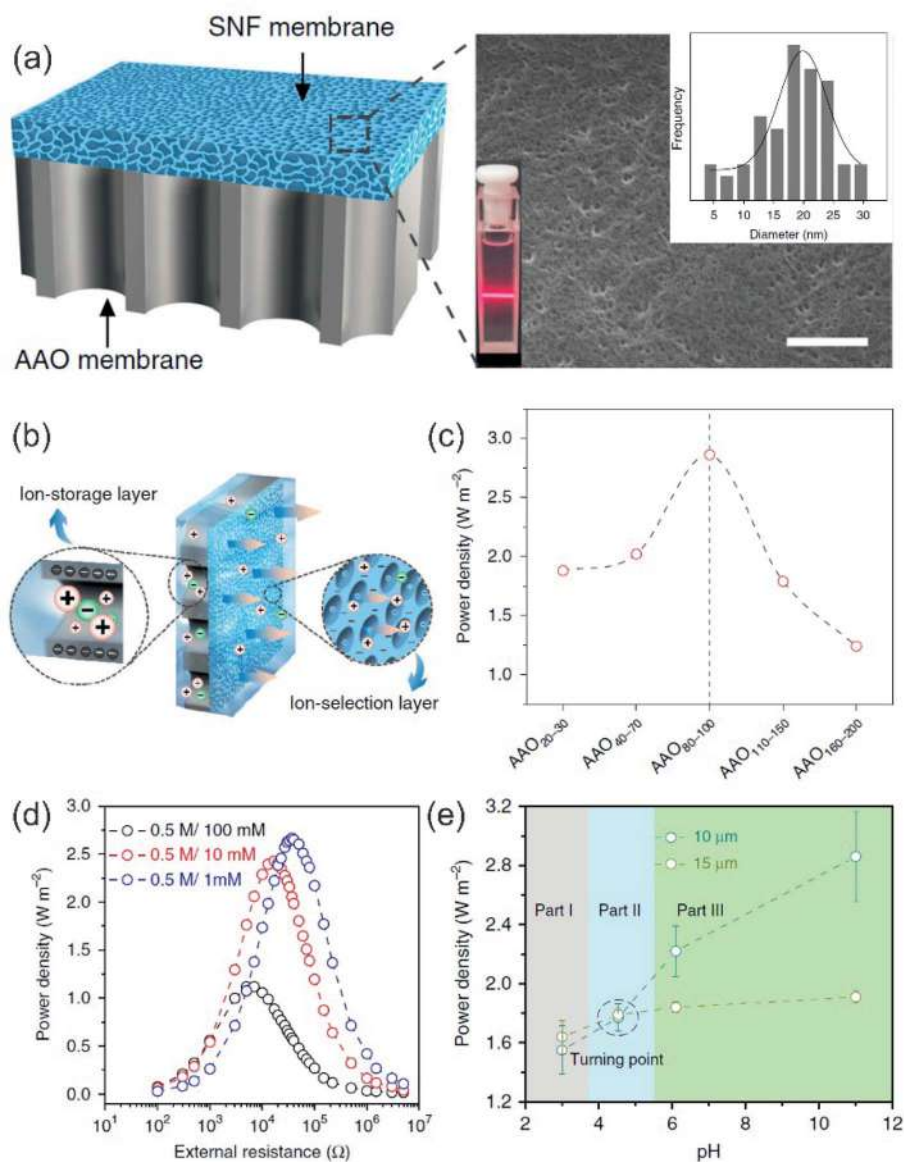 (a)
SNF membrane
AAO membrane
Frequency
5 10 15 20 25 30
Diameter (nm)
(b)
Ion-storage layer
Ion-selection layer
(c)
Power density (W m⁻²)
3.0
2.5
2.0
1.5
1.0
AAO₂₀₋₃₀
AAO₄₀₋₇₀
AAO₈₀₋₁₀₀
AAO₁₁₀₋₁₅₀
AAO₁₆₀₋₂₀₀
(d)
Power density (W m⁻²)
3.0
2.5
2.0
1.5
1.0
0.5
0.0
0.5 M/ 100 mM
0.5 M/ 10 mM
0.5 M/ 1mM
10² 10³ 10⁴ 10⁵ 10⁶ 10⁷
External resistance (Ω)
(e)
Power density (W m⁻²)
3.2
2.8
2.4
2.0
1.6
1.2
10 μm
15 μm
Part I
Part II
Part III
Turning point
2 4 6 8 10 12
pH